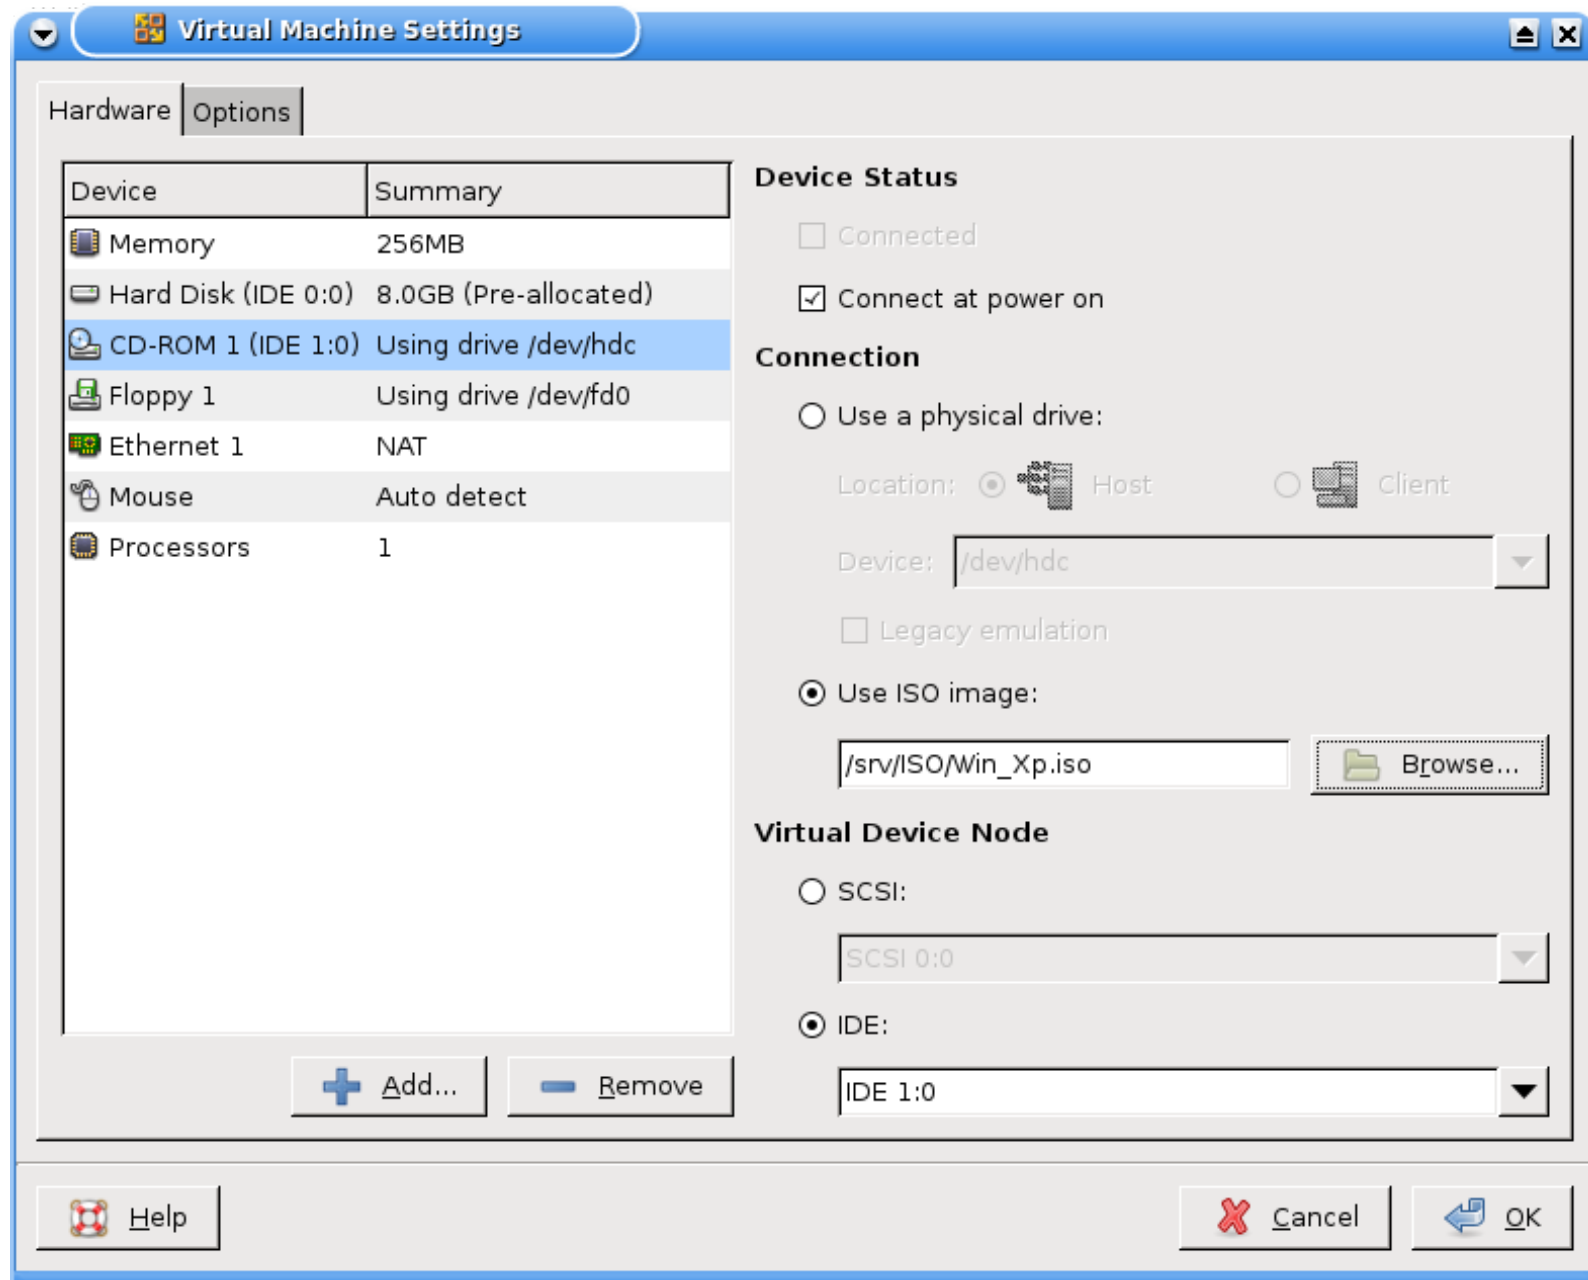 Virtual Machine Settings
Hardware Options
Device Summary
Memory 256MB
Hard Disk (IDE 0:0) 8.0GB (Pre-allocated)
CD-ROM 1 (IDE 1:0) Using drive /dev/hdc
Floppy 1 Using drive /dev/fd0
Ethernet 1 NAT
Mouse Auto detect
Processors 1
Add... Remove
Device Status
Connected
Connect at power on
Connection
Use a physical drive:
Location: Host Client
Device: /dev/hdc
Legacy emulation
Use ISO image:
/srv/ISO/Win_Xp.iso Browse...
Virtual Device Node
SCSI:
SCSI 0:0
IDE:
IDE 1:0
Help Cancel OK